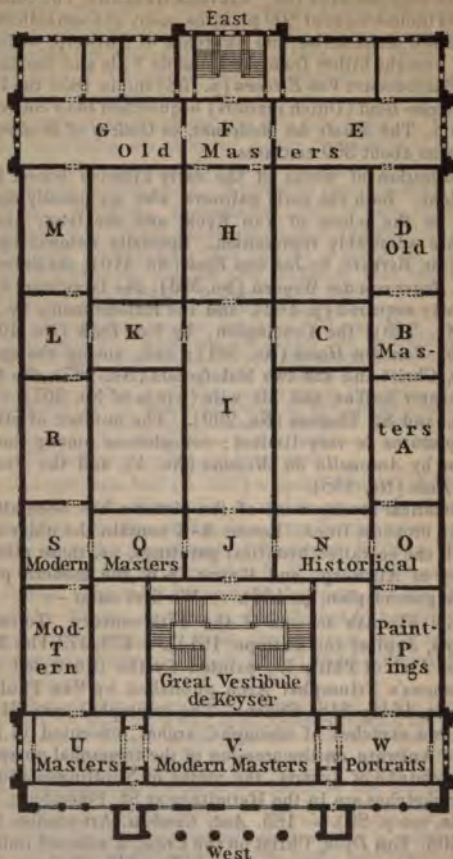 East
G F E
Old Masters
M H D
Old
L K C B
Mas-
R I ters
A
S Q J N O
Modern Masters Historical
Mod- Paint-
T P
ern ings
Great Vestibule
de Keyser
U V. W
Masters Modern Masters Portraits
West